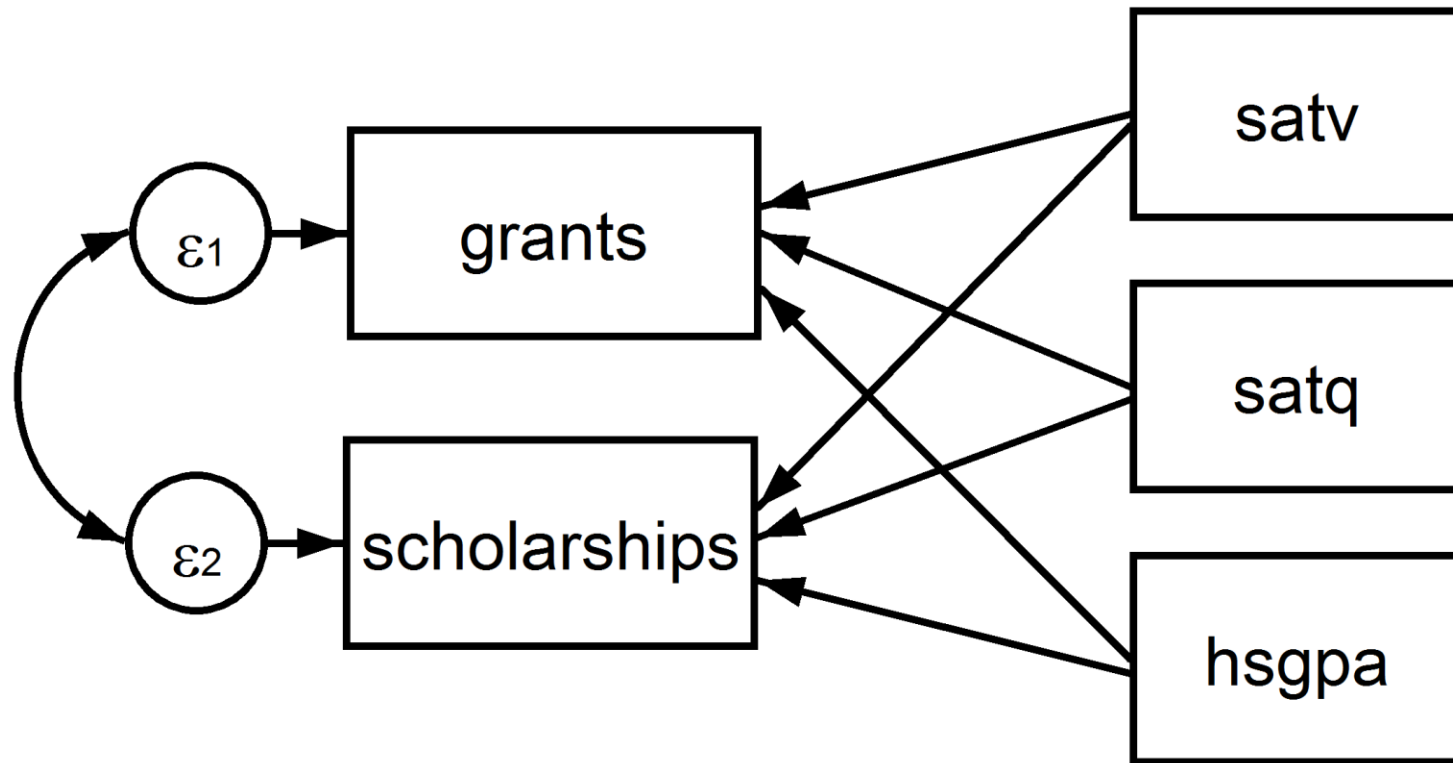 satv
ε1
grants
satq
ε2
scholarships
hsgpa